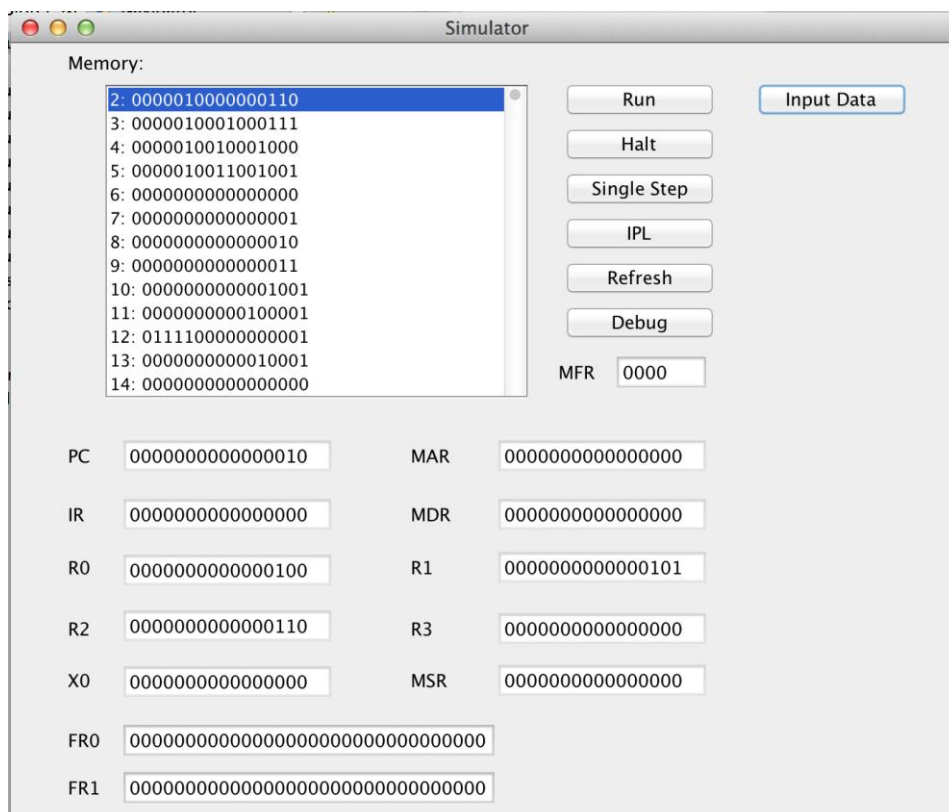 Simulator
Memory:
2: 0000010000000110
3: 0000010001000111
4: 0000010010001000
5: 0000010011001001
6: 0000000000000000
7: 0000000000000001
8: 0000000000000010
9: 0000000000000011
10: 0000000000001001
11: 0000000000100001
12: 0111100000000001
13: 0000000000010001
14: 0000000000000000
Run
Input Data
Halt
Single Step
IPL
Refresh
Debug
MFR 0000
PC 0000000000000010 MAR 0000000000000000
IR 0000000000000000 MDR 0000000000000000
R0 0000000000000100 R1 0000000000000101
R2 0000000000000110 R3 0000000000000000
X0 0000000000000000 MSR 0000000000000000
FR0 00000000000000000000000000000000
FR1 00000000000000000000000000000000